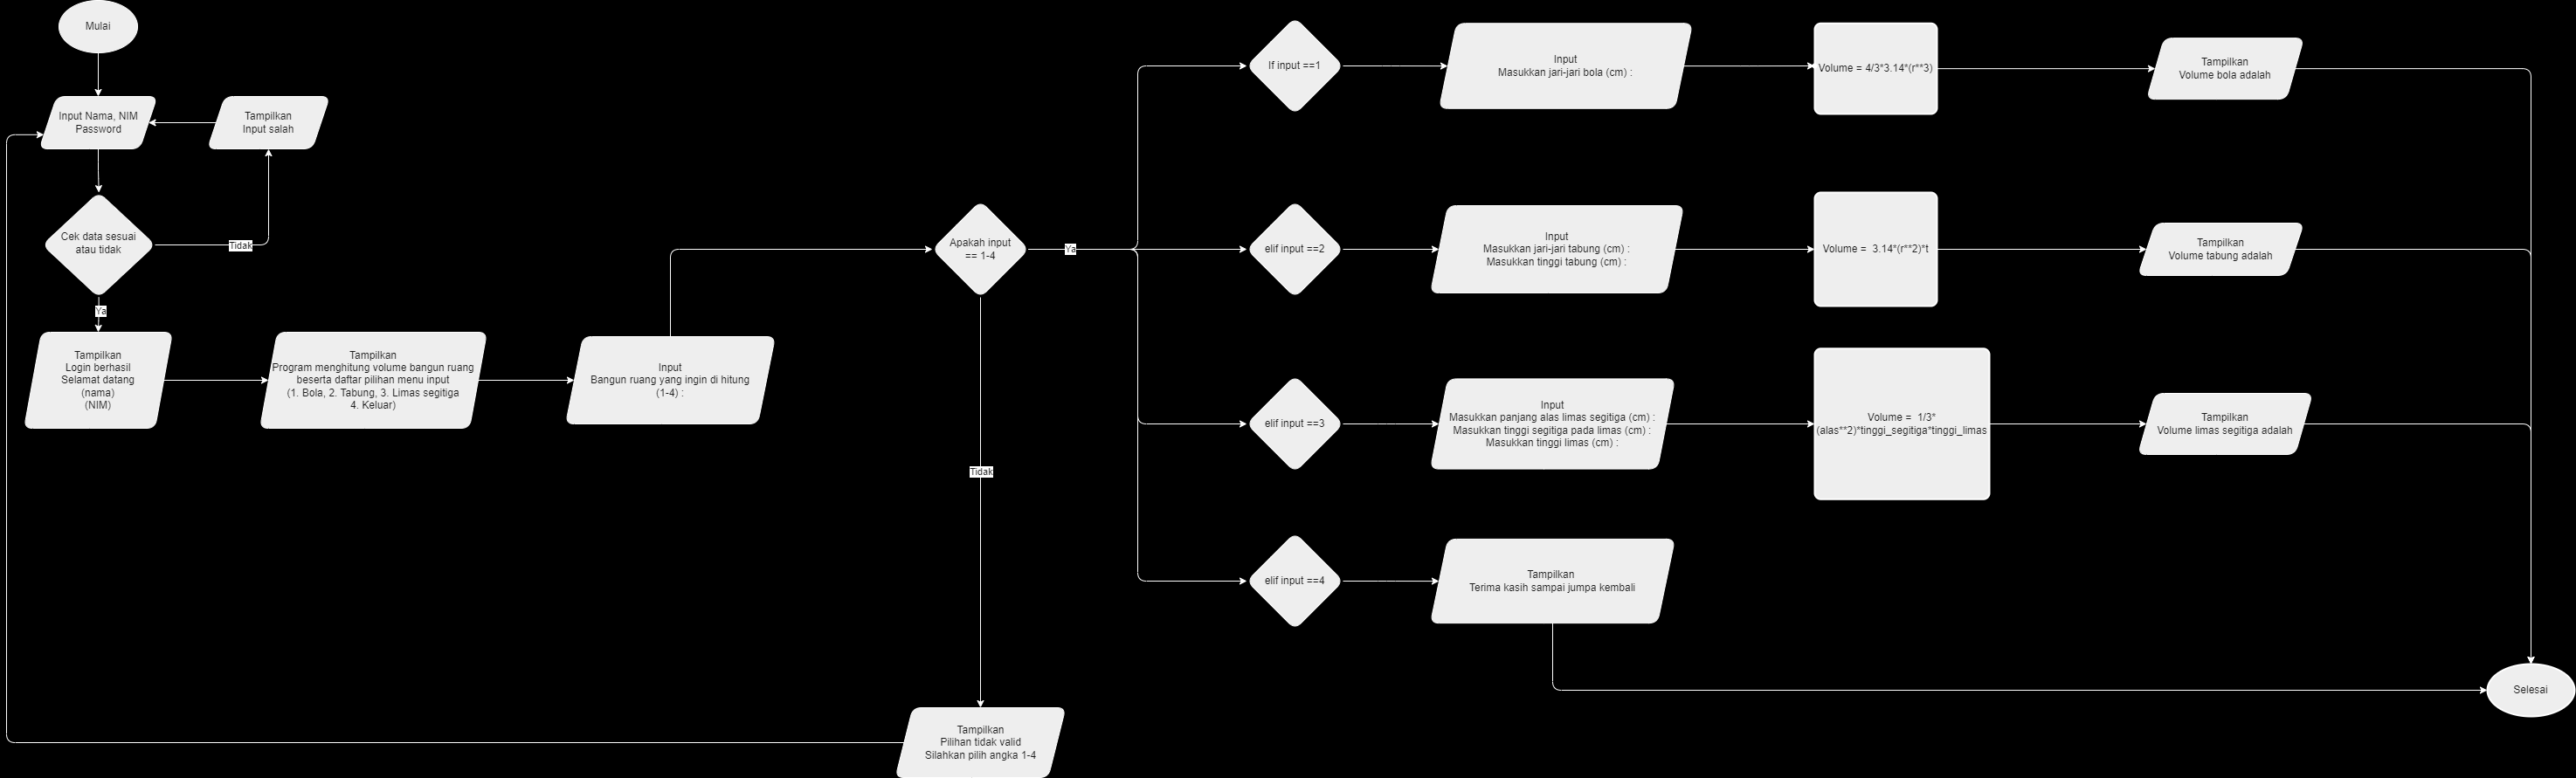 Mulai
Input Nama, NIM
Password
Tampilkan
Input salah
Cek data sesuai
atau tidak
Tidak
Ya
Tampilkan
Login berhasil
Selamat datang
(nama)
(NIM)
Tampilkan
Program menghitung volume bangun ruang
beserta daftar pilihan menu input
(1. Bola, 2. Tabung, 3. Limas segitiga
4. Keluar)
Input
Bangun ruang yang ingin di hitung
(1-4) :
Apakah input
== 1-4
Ya
Tidak
Tampilkan
Pilihan tidak valid
Silahkan pilih angka 1-4
If input ==1
Input
Masukkan jari-jari bola (cm) :
Volume = 4/3*3.14*(r**3)
Tampilkan
Volume bola adalah
elif input ==2
Input
Masukkan jari-jari tabung (cm) :
Masukkan tinggi tabung (cm) :
Volume =  3.14*(r**2)*t
Tampilkan
Volume tabung adalah
elif input ==3
Input
Masukkan panjang alas limas segitiga (cm) :
Masukkan tinggi segitiga pada limas (cm) :
Masukkan tinggi limas (cm) :
Volume =  1/3*
(alas**2)*tinggi_segitiga*tinggi_limas
Tampilkan
Volume limas segitiga adalah
elif input ==4
Tampilkan
Terima kasih sampai jumpa kembali
Selesai